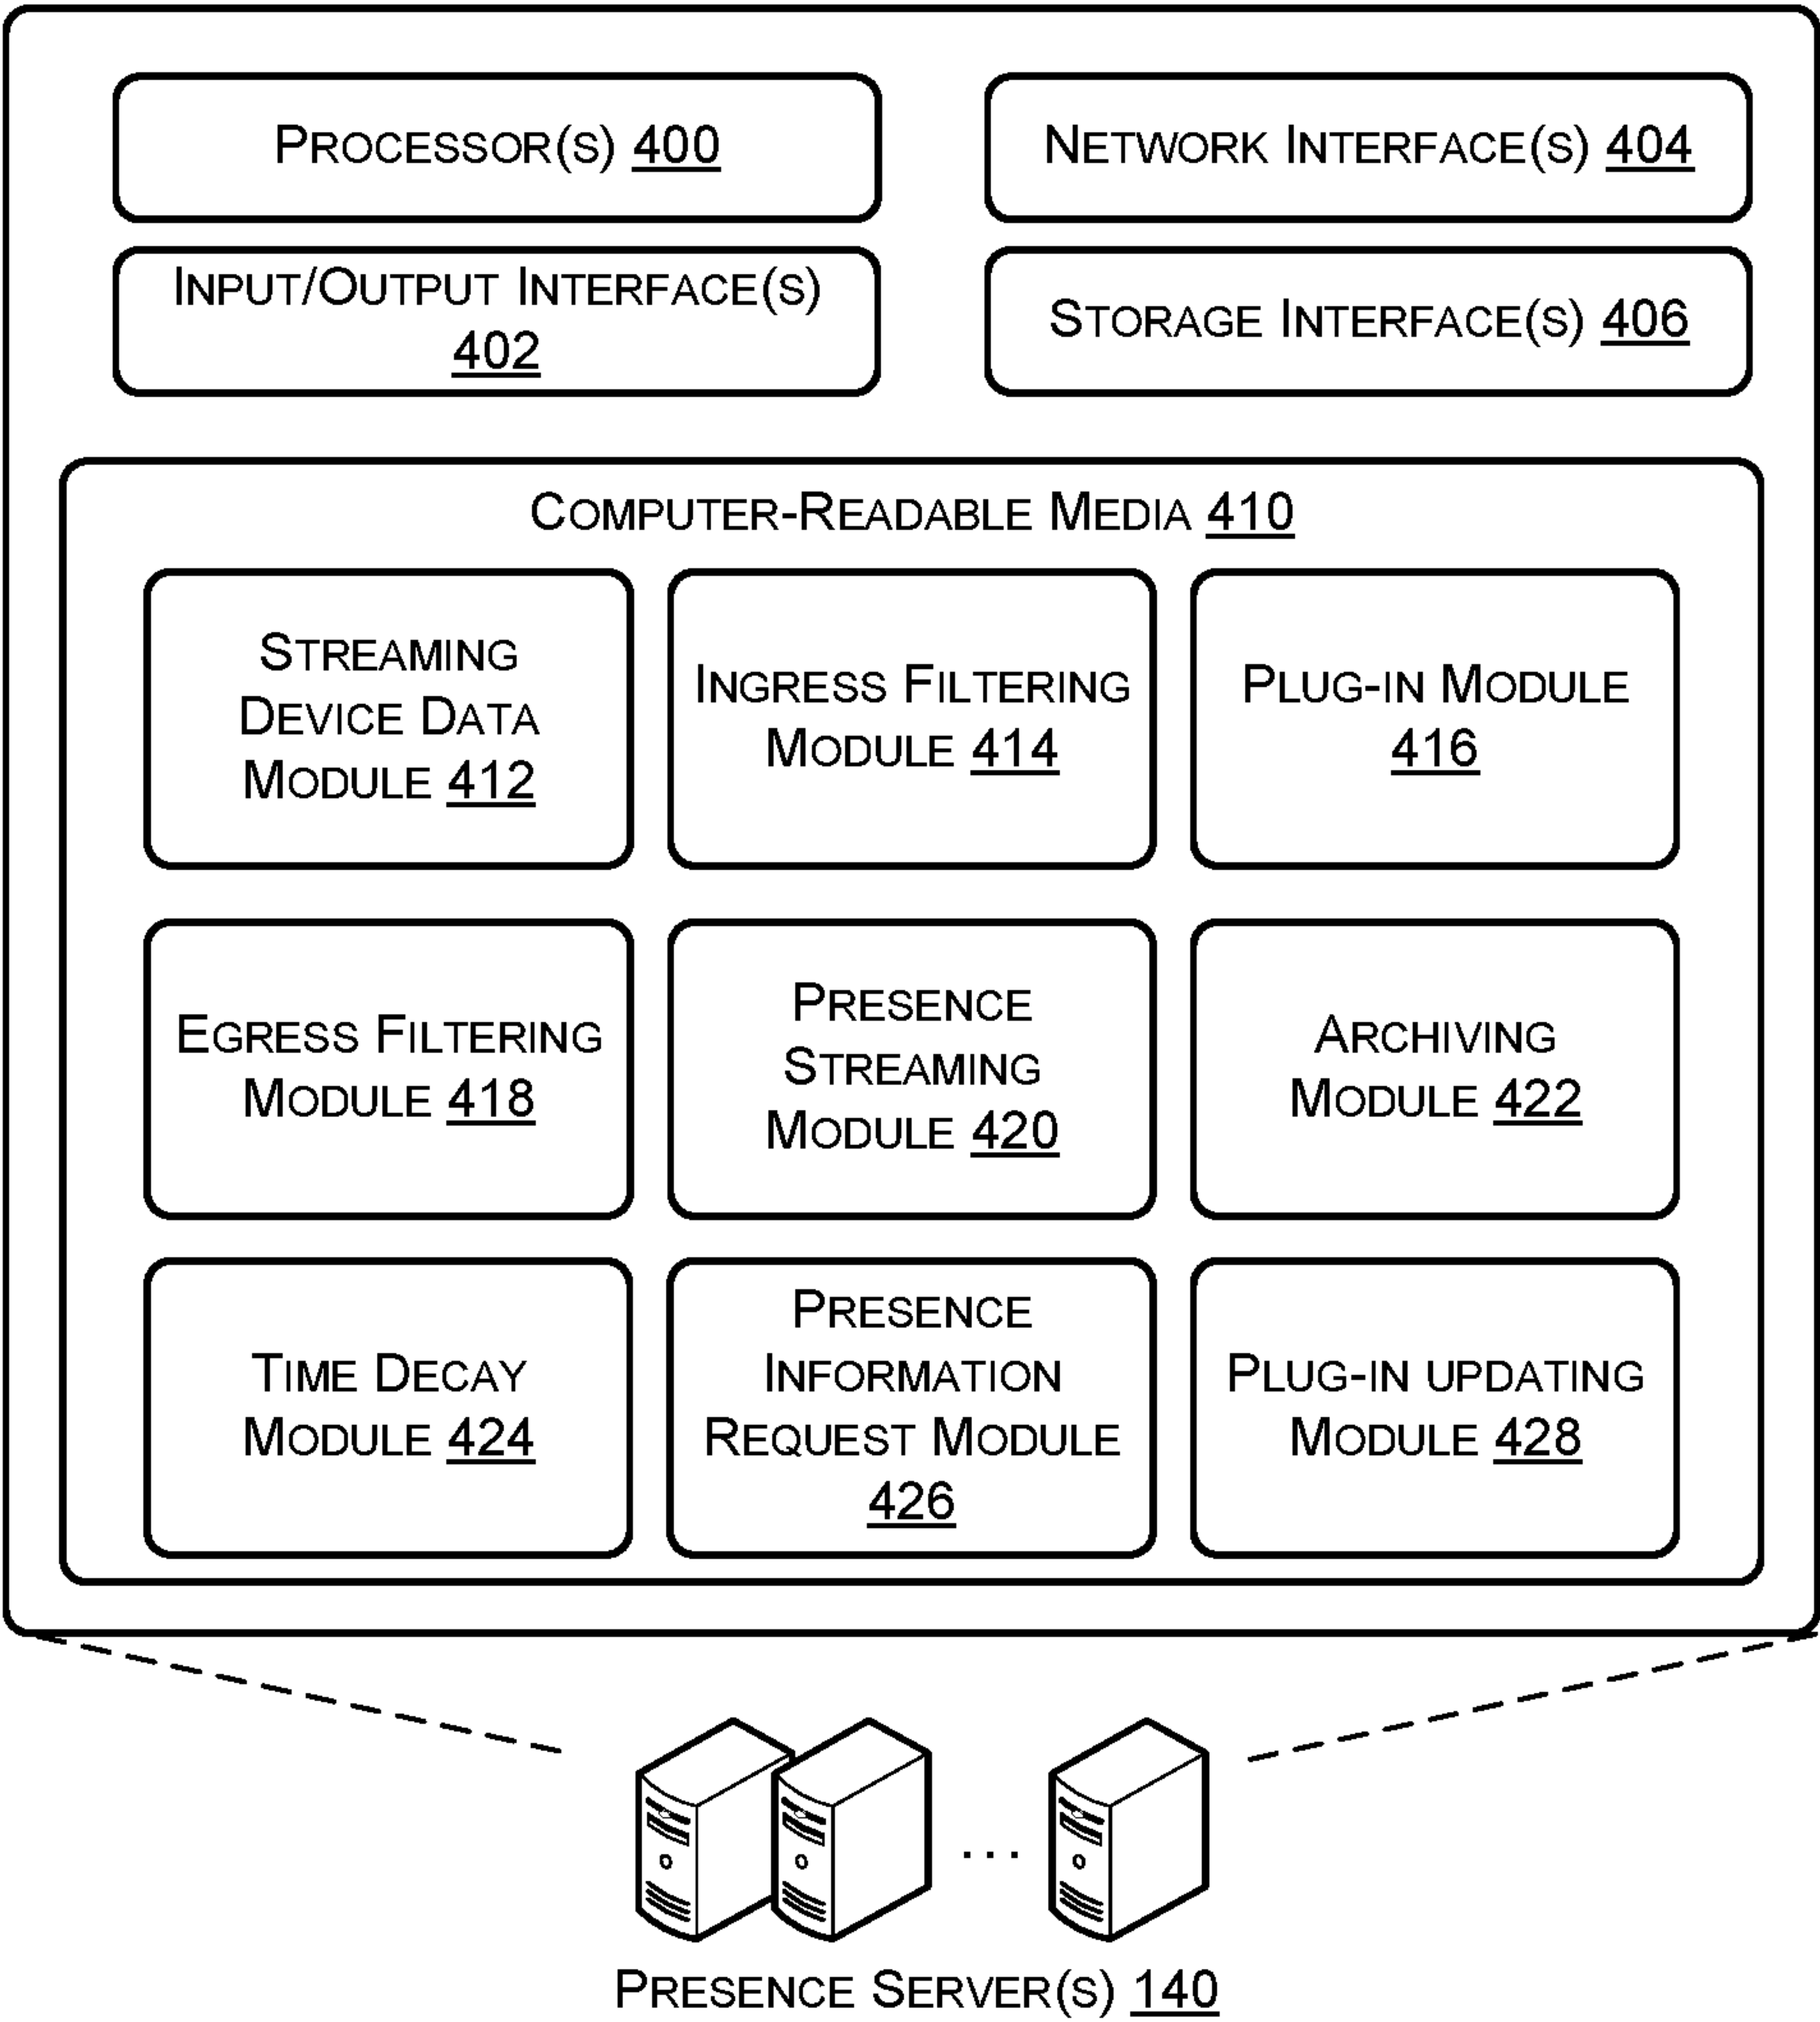 PROCESSOR(S) 400
NETWORK INTERFACE(S) 404
INPUT/OUTPUT INTERFACE(S)
402
STORAGE INTERFACE(S) 406
COMPUTER-READABLE MEDIA 410
STREAMING
DEVICE DATA
MODULE 412
INGRESS FILTERING
MODULE 414
PLUG-IN MODULE
416
EGRESS FILTERING
MODULE 418
PRESENCE
STREAMING
MODULE 420
ARCHIVING
MODULE 422
TIME DECAY
MODULE 424
PRESENCE
INFORMATION
REQUEST MODULE
426
PLUG-IN UPDATING
MODULE 428
...
PRESENCE SERVER(S) 140